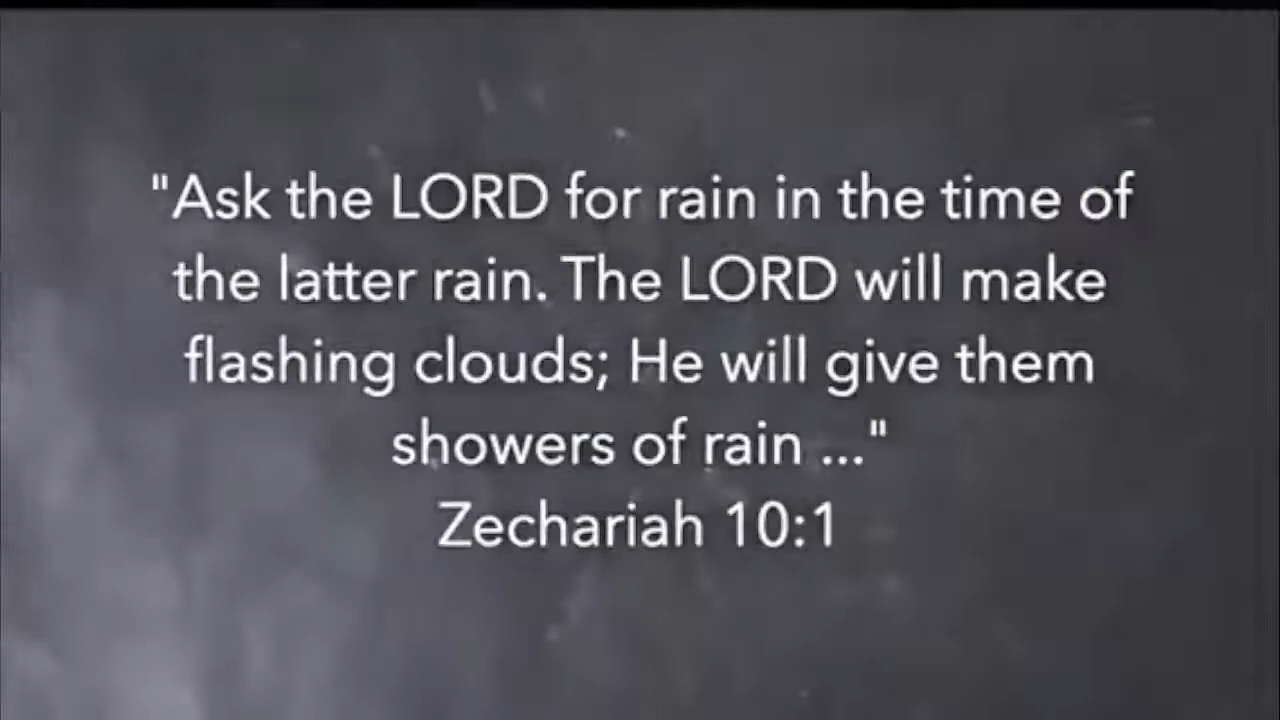 "Ask the LORD for rain in the time of
the latter rain. The LORD will make
flashing clouds; He will give them
showers of rain ..."
Zechariah 10:1